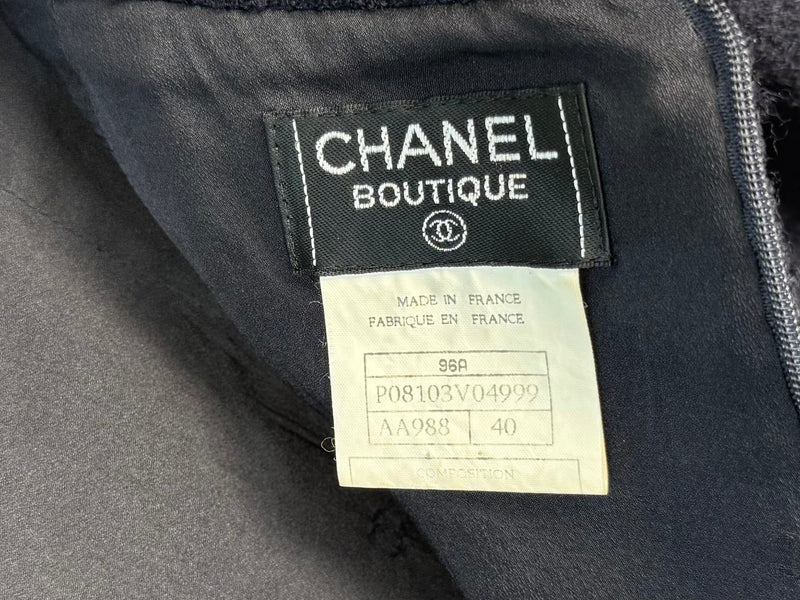 CHANEL
BOUTIQUE
MADE IN FRANCE
FABRIQUE EN FRANCE
96A
P08103V04999
AA988 40
COMPOSITION